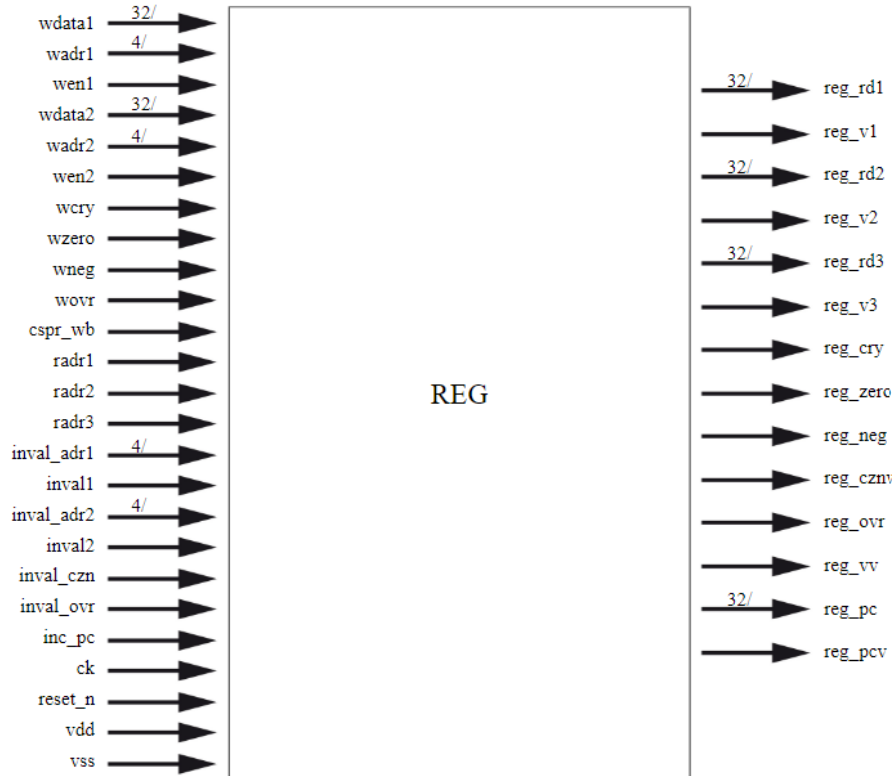 wdata1 32/
wadr1 4/
wen1
wdata2 32/
wadr2 4/
wen2
wcry
wzero
wneg
wovr
cspr_wb
radr1
radr2
radr3
inval_adr1 4/
inval1
inval_adr2 4/
inval2
inval_czn
inval_ovr
inc_pc
ck
reset_n
vdd
vss
REG
32/ reg_rd1
reg_v1
32/ reg_rd2
reg_v2
32/ reg_rd3
reg_v3
reg_cry
reg_zero
reg_neg
reg_cznv
reg_ovr
reg_vv
32/ reg_pc
reg_pcv